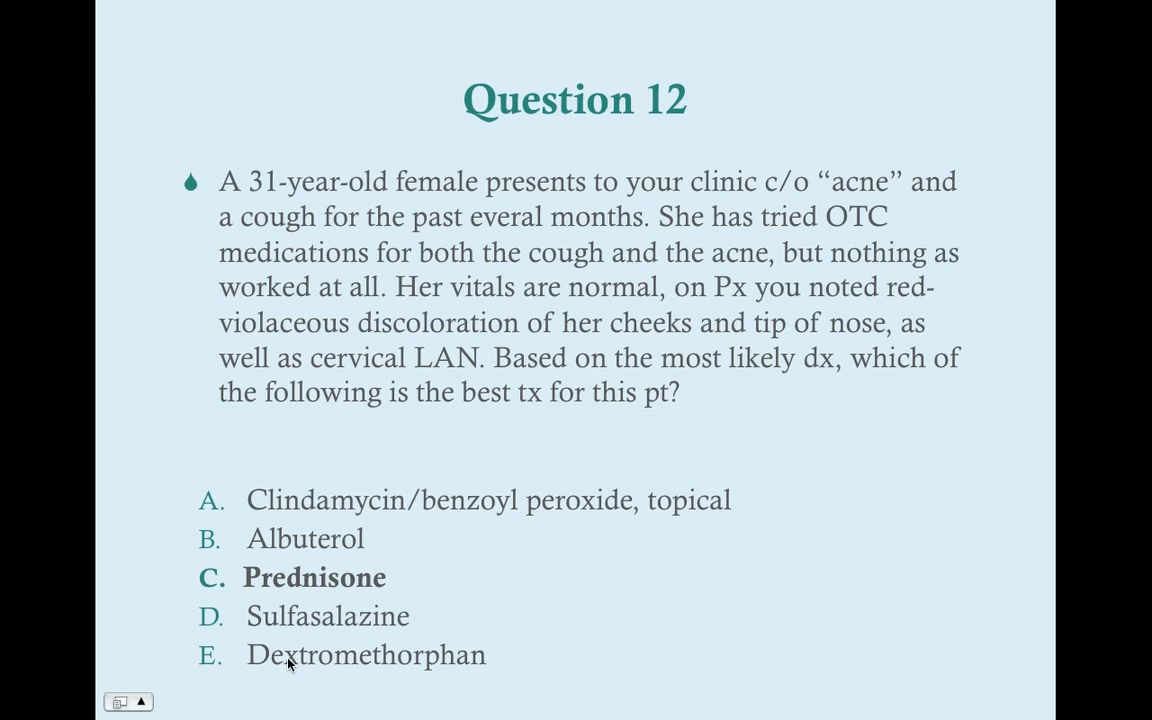 Question 12
A 31-year-old female presents to your clinic c/o “acne” and
a cough for the past everal months. She has tried OTC
medications for both the cough and the acne, but nothing as
worked at all. Her vitals are normal, on Px you noted red-
violaceous discoloration of her cheeks and tip of nose, as
well as cervical LAN. Based on the most likely dx, which of
the following is the best tx for this pt?
A. Clindamycin/benzoyl peroxide, topical
B. Albuterol
C. Prednisone
D. Sulfasalazine
E. Dextromethorphan